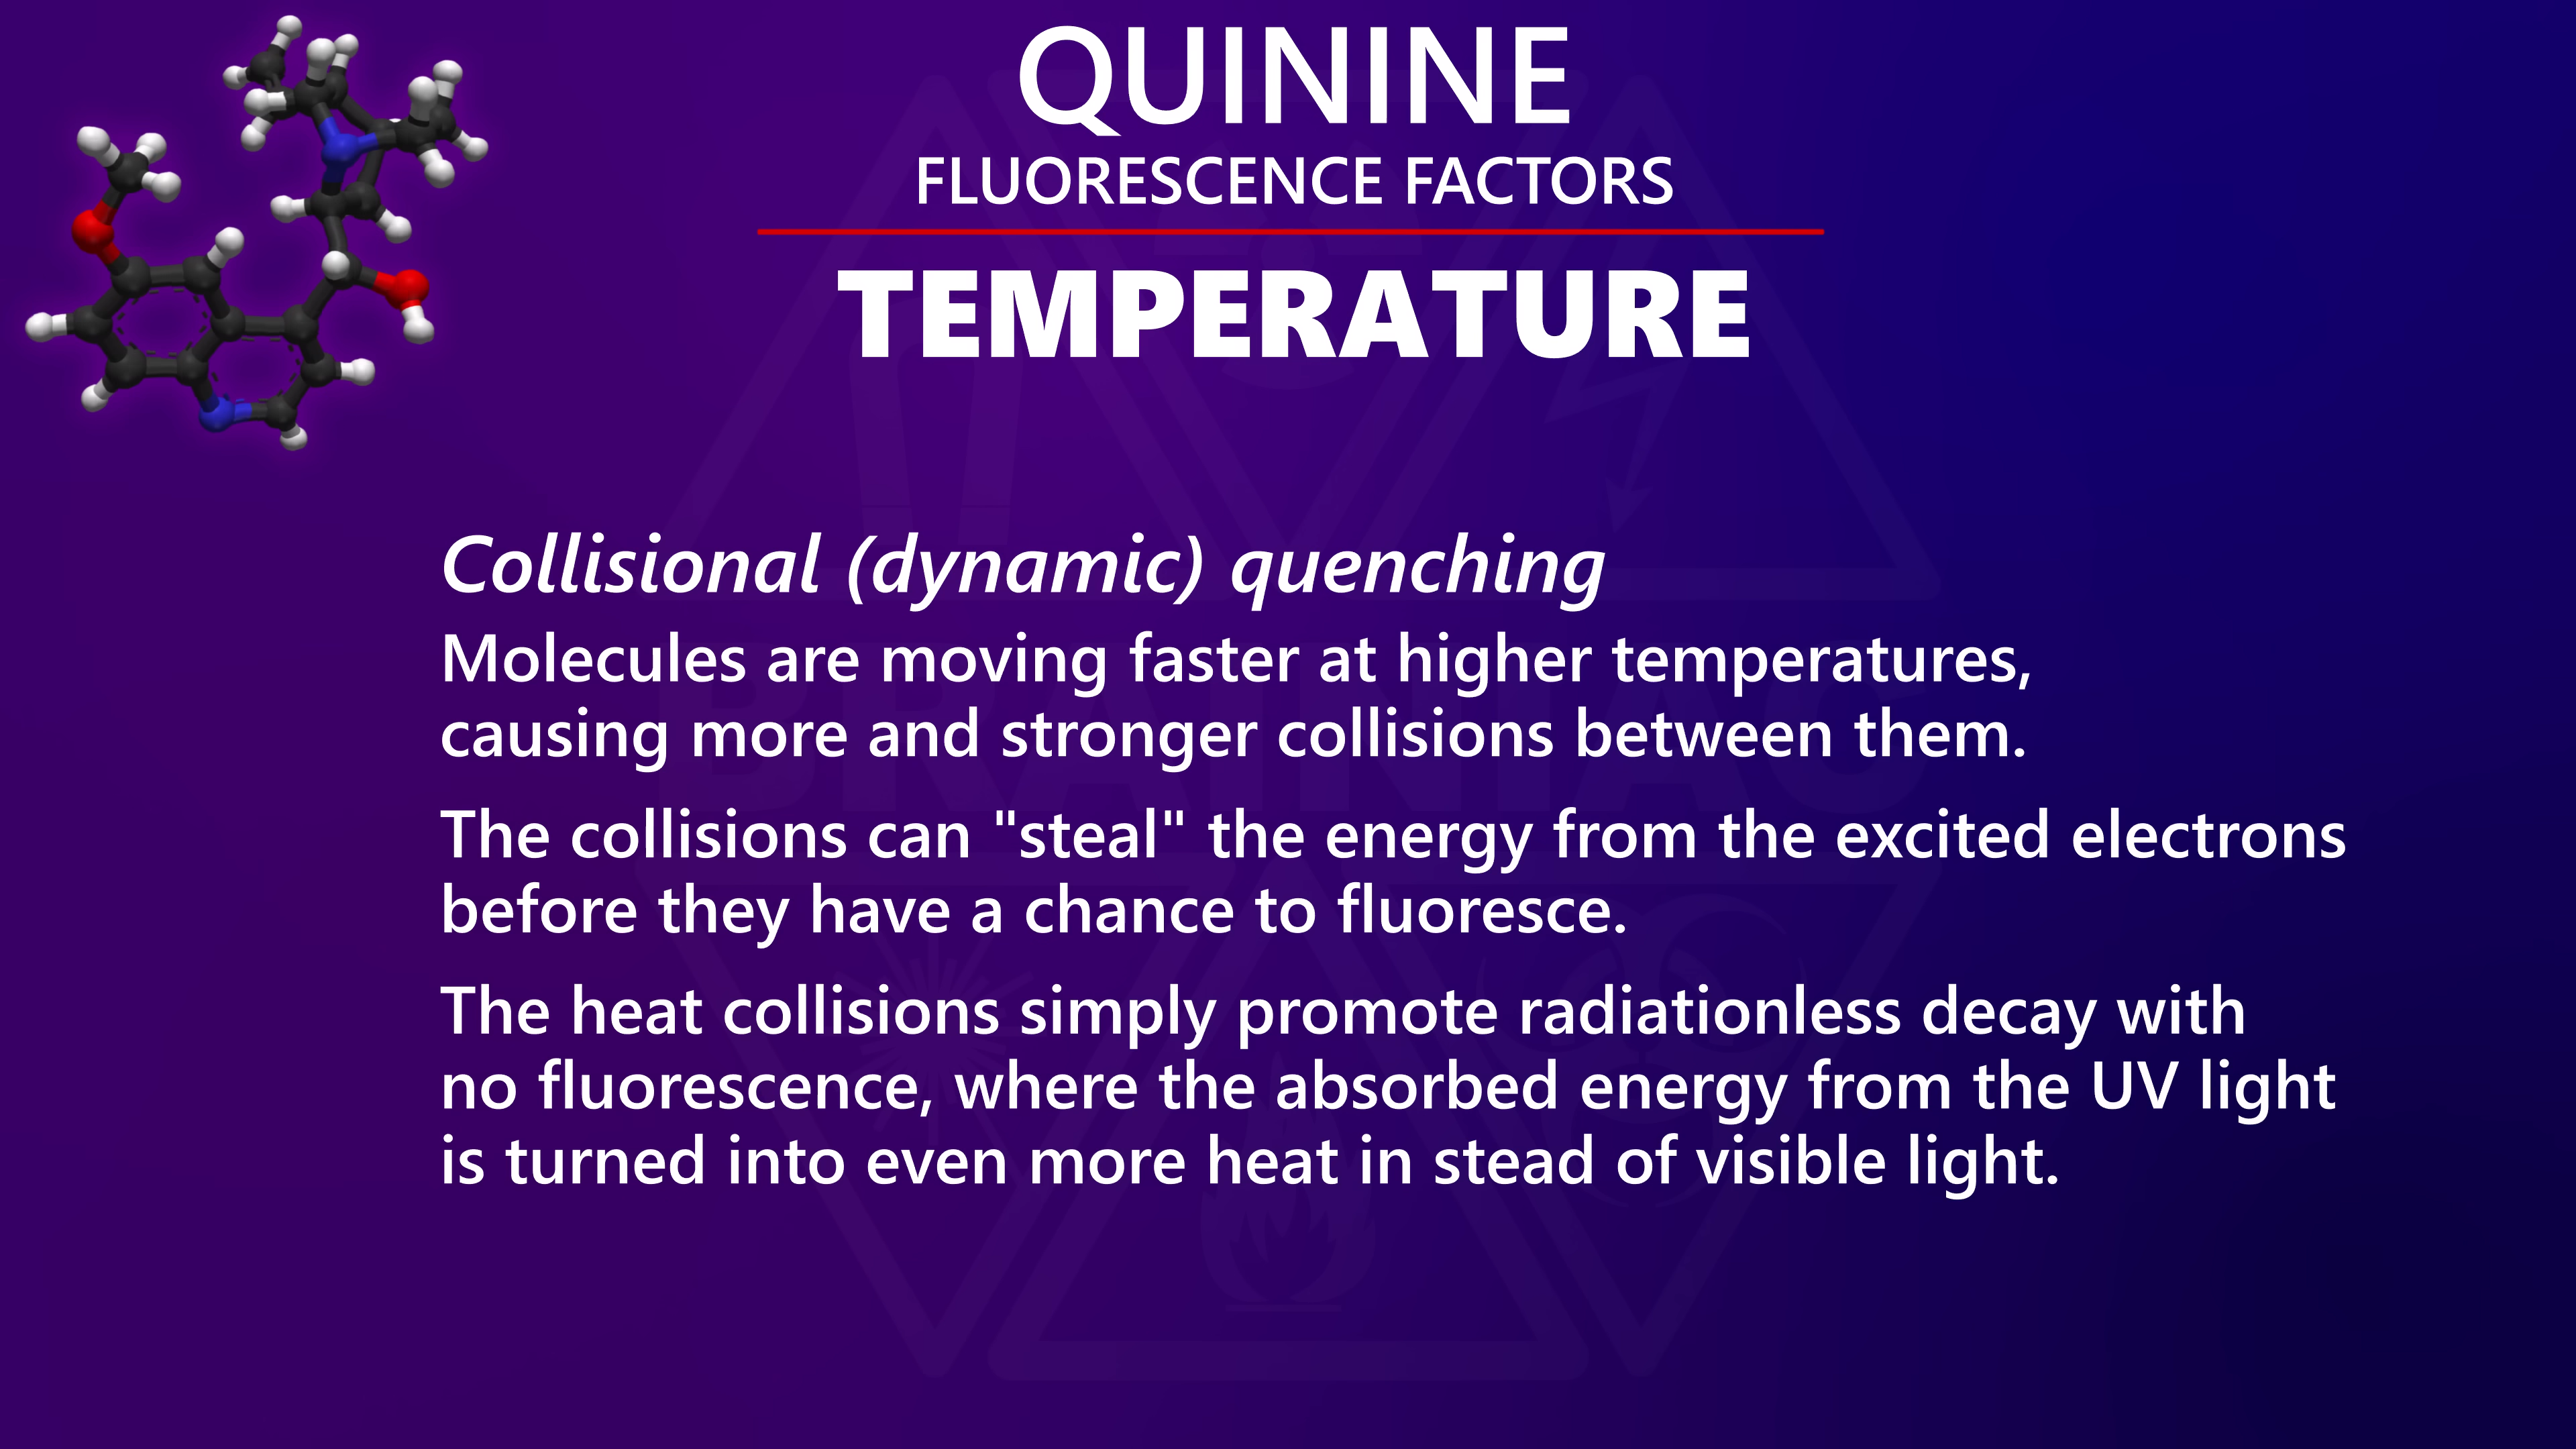 QUININE
FLUORESCENCE FACTORS
TEMPERATURE
Collisional (dynamic) quenching
Molecules are moving faster at higher temperatures,
causing more and stronger collisions between them.
The collisions can "steal" the energy from the excited electrons
before they have a chance to fluoresce.
The heat collisions simply promote radiationless decay with
no fluorescence, where the absorbed energy from the UV light
is turned into even more heat in stead of visible light.
BRAINIAC